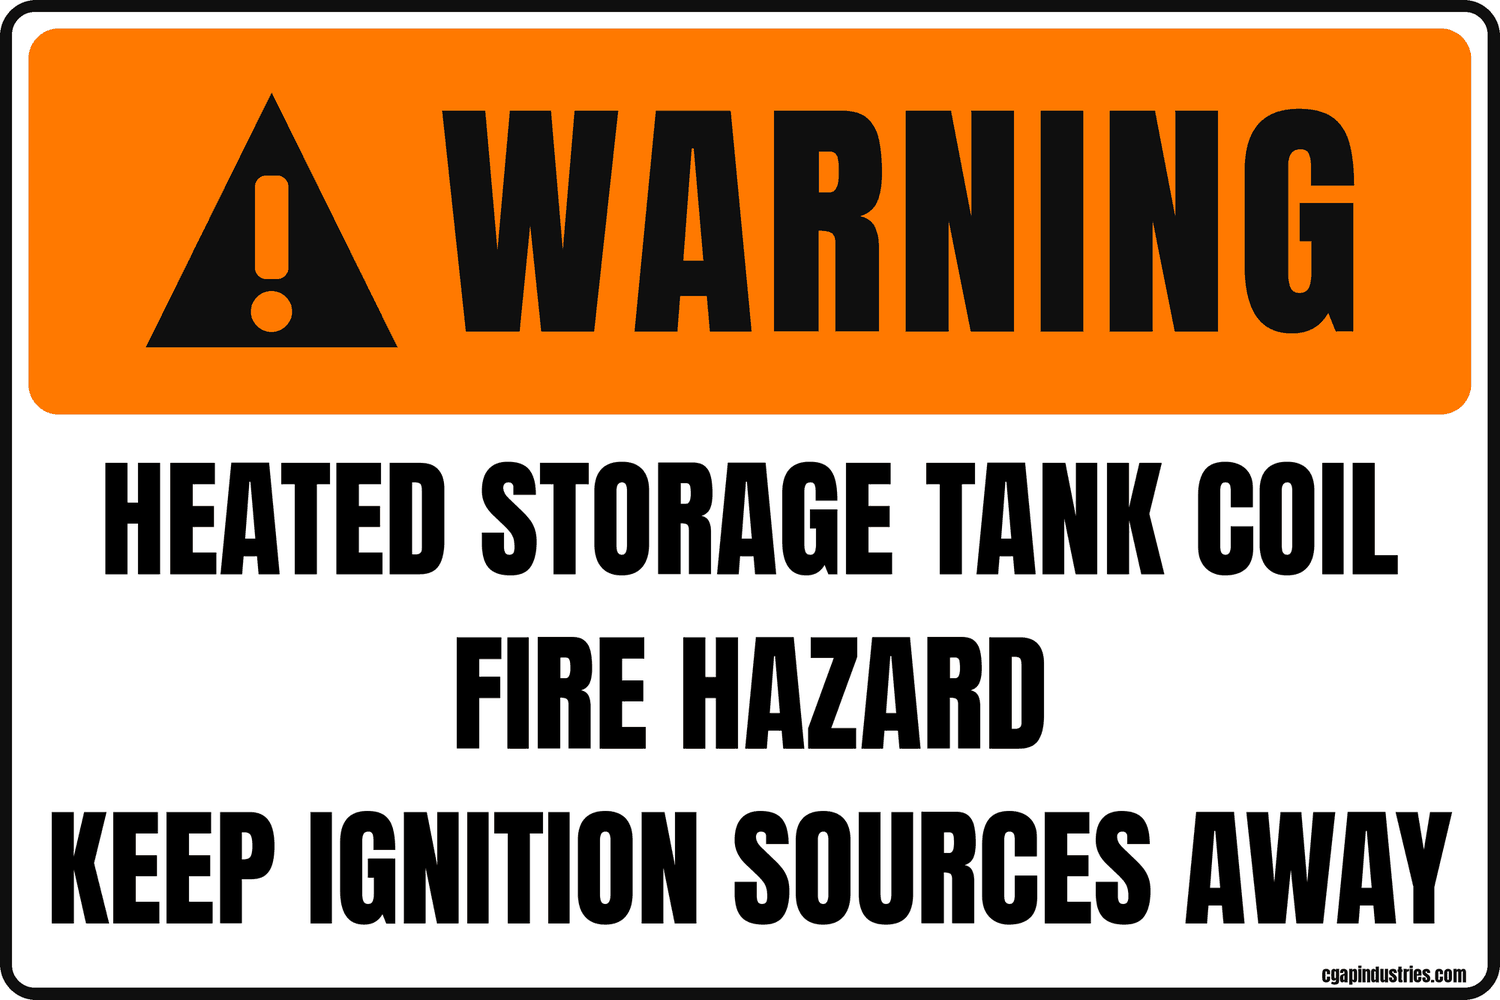 WARNING
HEATED STORAGE TANK COIL
FIRE HAZARD
KEEP IGNITION SOURCES AWAY
cgapindustries.com